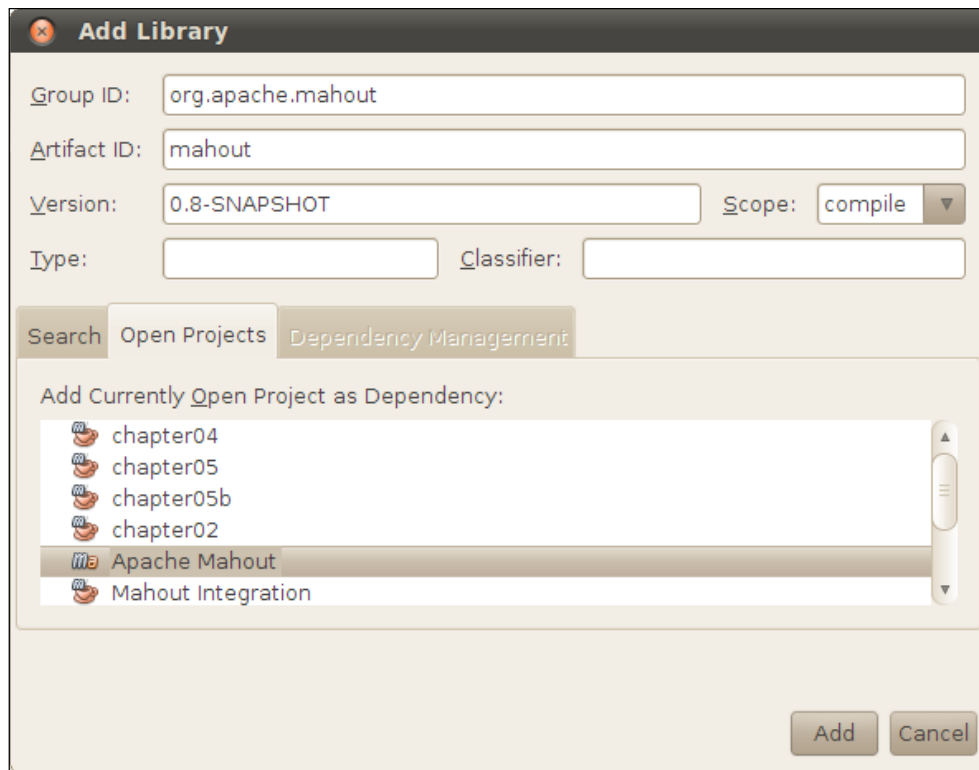 Add Library
Group ID: org.apache.mahout
Artifact ID: mahout
Version: 0.8-SNAPSHOT Scope: compile
Type: Classifier:
Search Open Projects Dependency Management
Add Currently Open Project as Dependency:
chapter04
chapter05
chapter05b
chapter02
Apache Mahout
Mahout Integration
Add Cancel